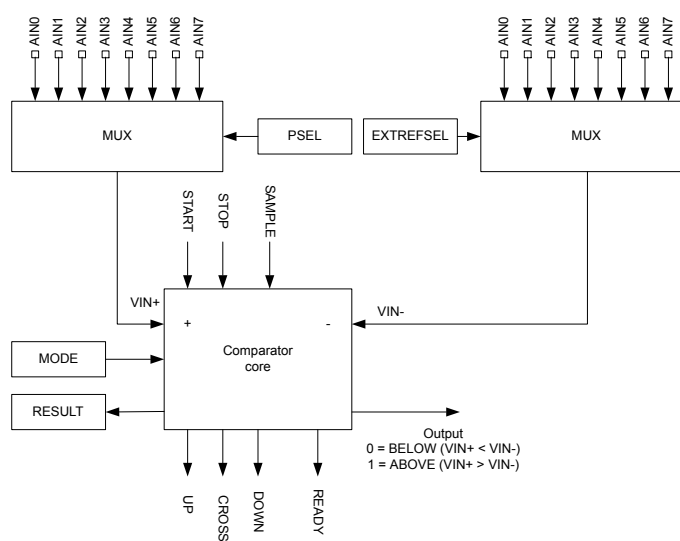 AIN0 AIN1 AIN2 AIN3 AIN4 AIN5 AIN6 AIN7
AIN0 AIN1 AIN2 AIN3 AIN4 AIN5 AIN6 AIN7
MUX
PSEL
EXTREFSEL
MUX
START
STOP
SAMPLE
VIN+
VIN-
+
-
Comparator
core
MODE
RESULT
Output
0 = BELOW (VIN+ < VIN-)
1 = ABOVE (VIN+ > VIN-)
UP
CROSS
DOWN
READY